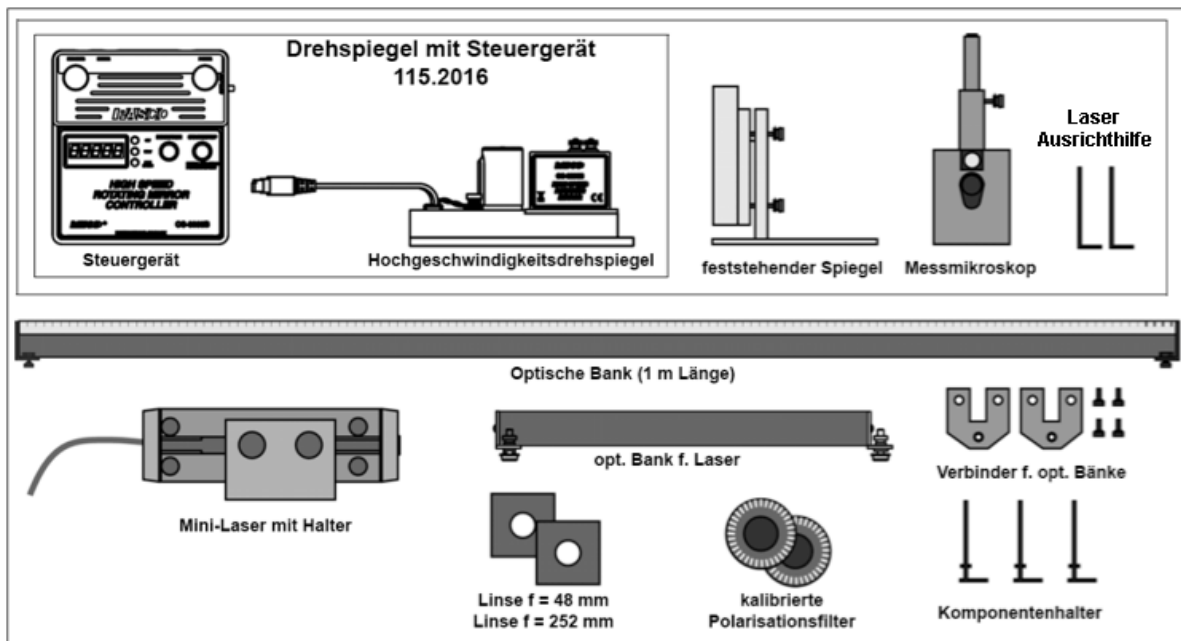 Drehspiegel mit Steuergerät
115.2016
PASCO
HIGH SPEED
ROTATING MIRROR
CONTROLLER
Steuergerät
Hochgeschwindigkeitsdrehspiegel
feststehender Spiegel
Messmikroskop
Laser
Ausrichthilfe
Optische Bank (1 m Länge)
Mini-Laser mit Halter
opt. Bank f. Laser
Verbinder f. opt. Bänke
Linse f = 48 mm
Linse f = 252 mm
kalibrierte
Polarisationsfilter
Komponentenhalter